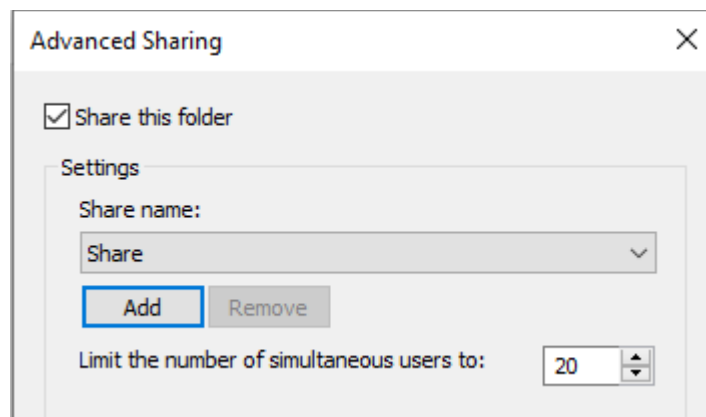 Advanced Sharing
Share this folder
Settings
Share name:
Share
Add Remove
Limit the number of simultaneous users to: 20